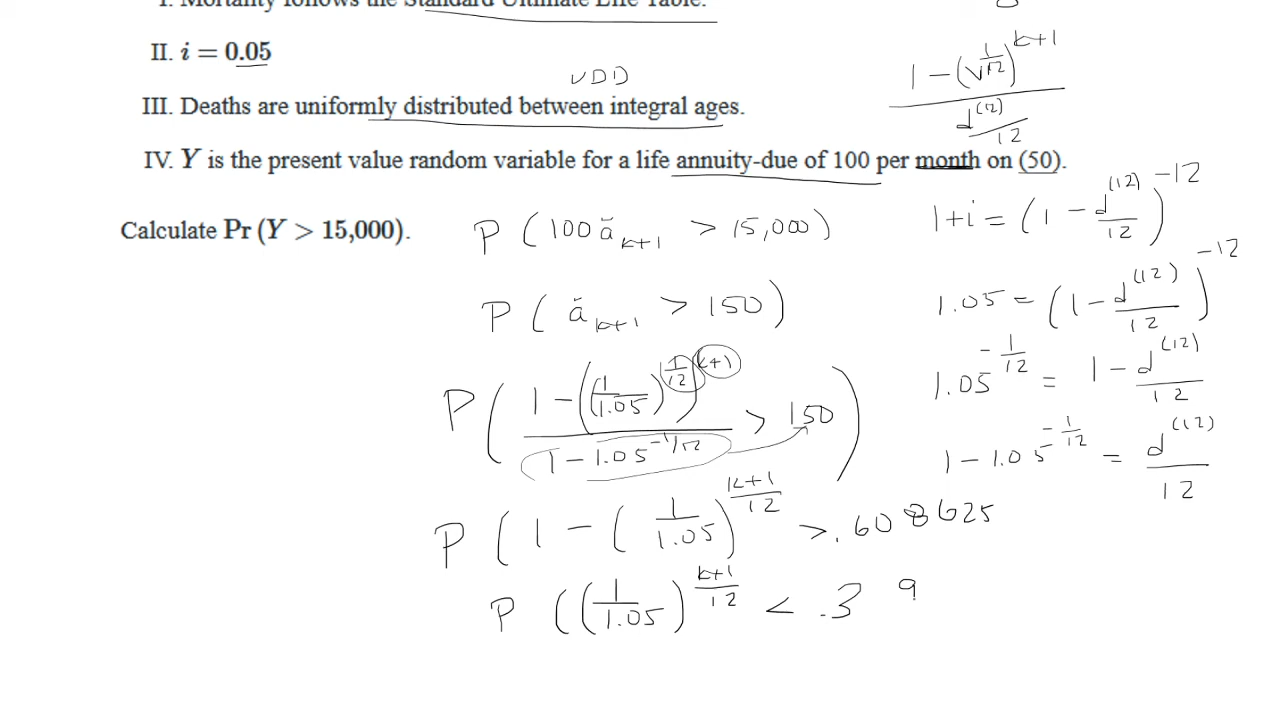 I. Mortality follows the Standard Ultimate Life Table.
II. i = 0.05
1 - (v^(1/12))^(k+1)
d^(12)/12
UDD
III. Deaths are uniformly distributed between integral ages.
IV. Y is the present value random variable for a life annuity-due of 100 per month on (50).
Calculate Pr (Y > 15,000).
P (100 ä k+1 > 15,000)
1+i = (1 - d^(12)/12)^-12
P (ä k+1 > 150)
1.05 = (1 - d^(12)/12)^-12
1.05^(-1/12) = 1 - d^(12)/12
P ( (1 - ((1/1.05)^(1/12))^(k+1)) / (1 - 1.05^(-1/12)) > 150 )
1 - 1.05^(-1/12) = d^(12)/12
P (1 - (1/1.05)^((k+1)/12) > .608625
P ((1/1.05)^((k+1)/12) < .3 9